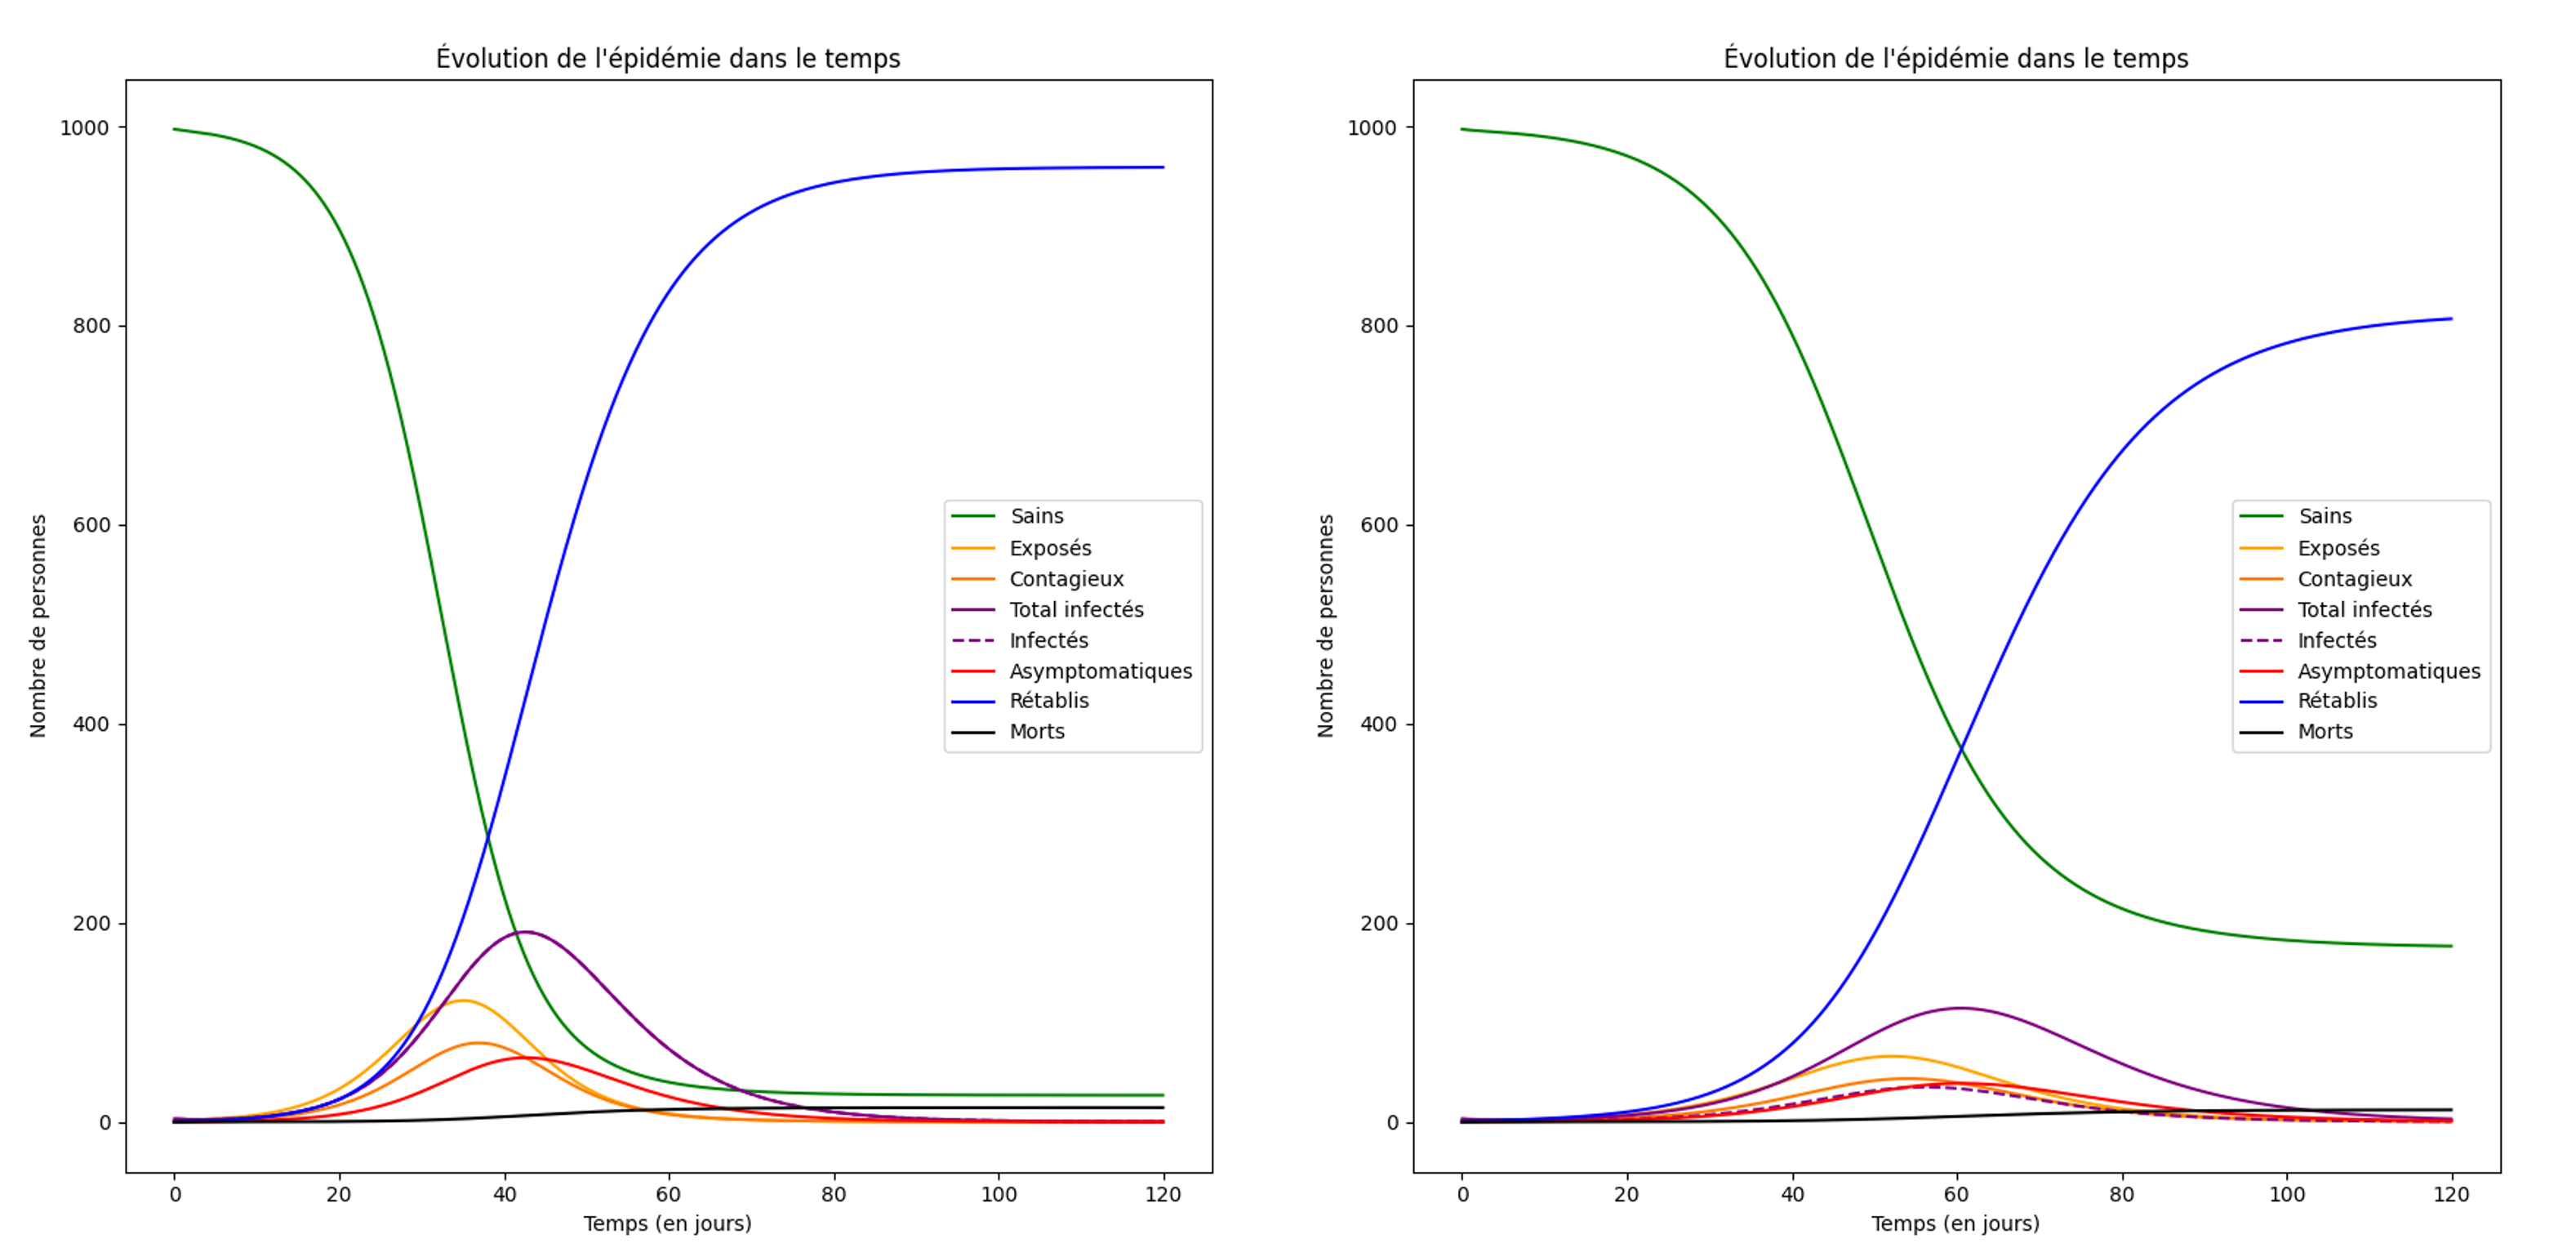 Évolution de l'épidémie dans le temps
Nombre de personnes
1000
800
600
400
200
0
Sains
Exposés
Contagieux
Total infectés
Infectés
Asymptomatiques
Rétablis
Morts
0 20 40 60 80 100 120
Temps (en jours)
Évolution de l'épidémie dans le temps
Nombre de personnes
1000
800
600
400
200
0
Sains
Exposés
Contagieux
Total infectés
Infectés
Asymptomatiques
Rétablis
Morts
0 20 40 60 80 100 120
Temps (en jours)